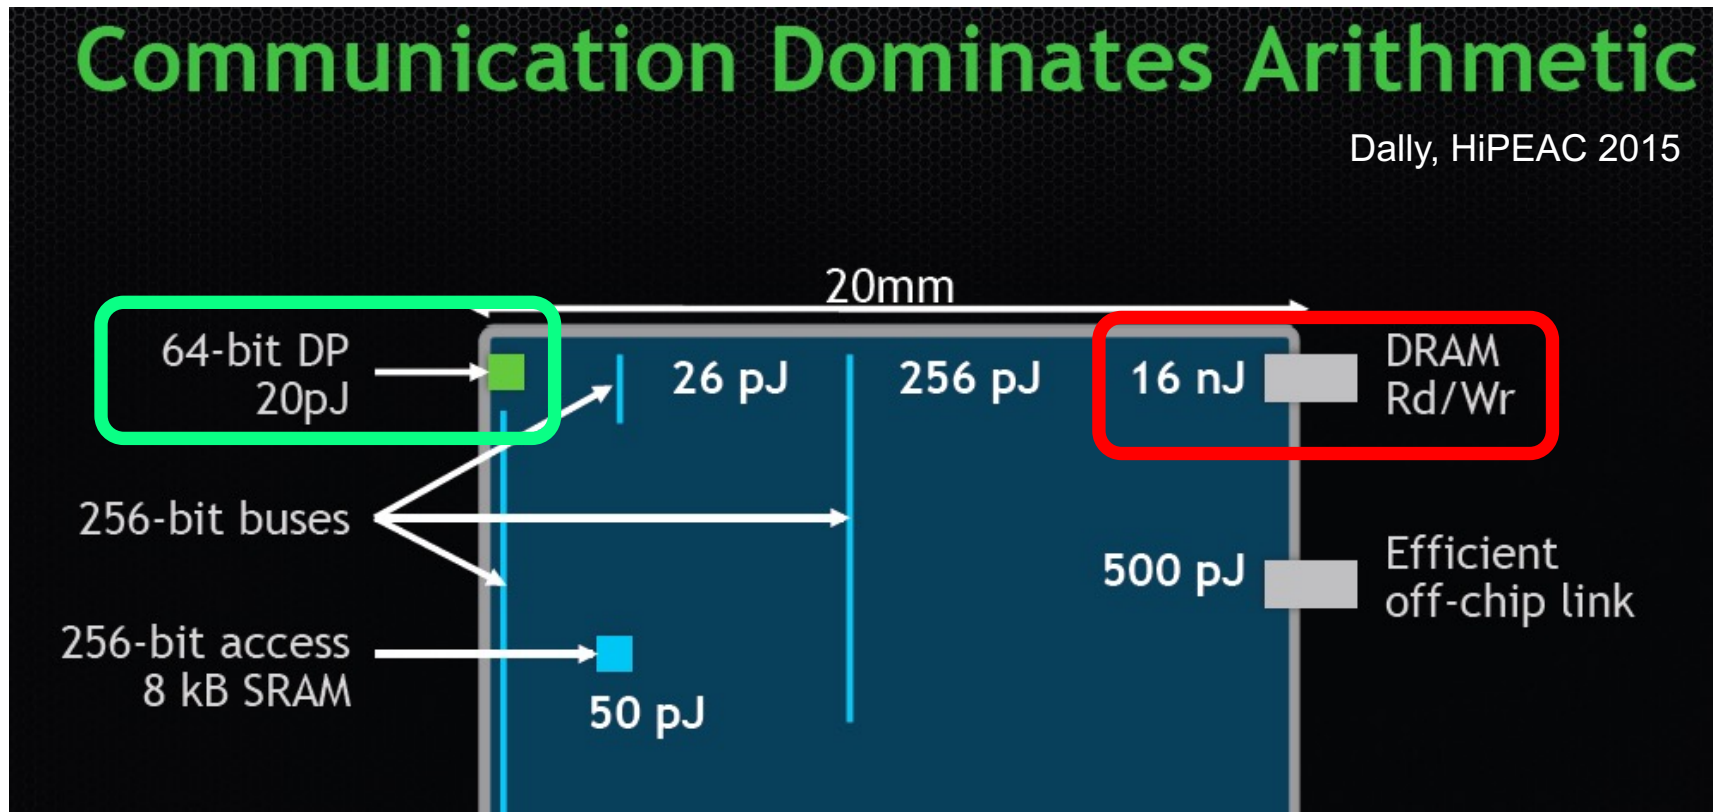 Communication Dominates Arithmetic
Dally, HiPEAC 2015
20mm
64-bit DP
20pJ
26 pJ
256 pJ
16 nJ
DRAM
Rd/Wr
256-bit buses
500 pJ
Efficient
off-chip link
256-bit access
8 kB SRAM
50 pJ